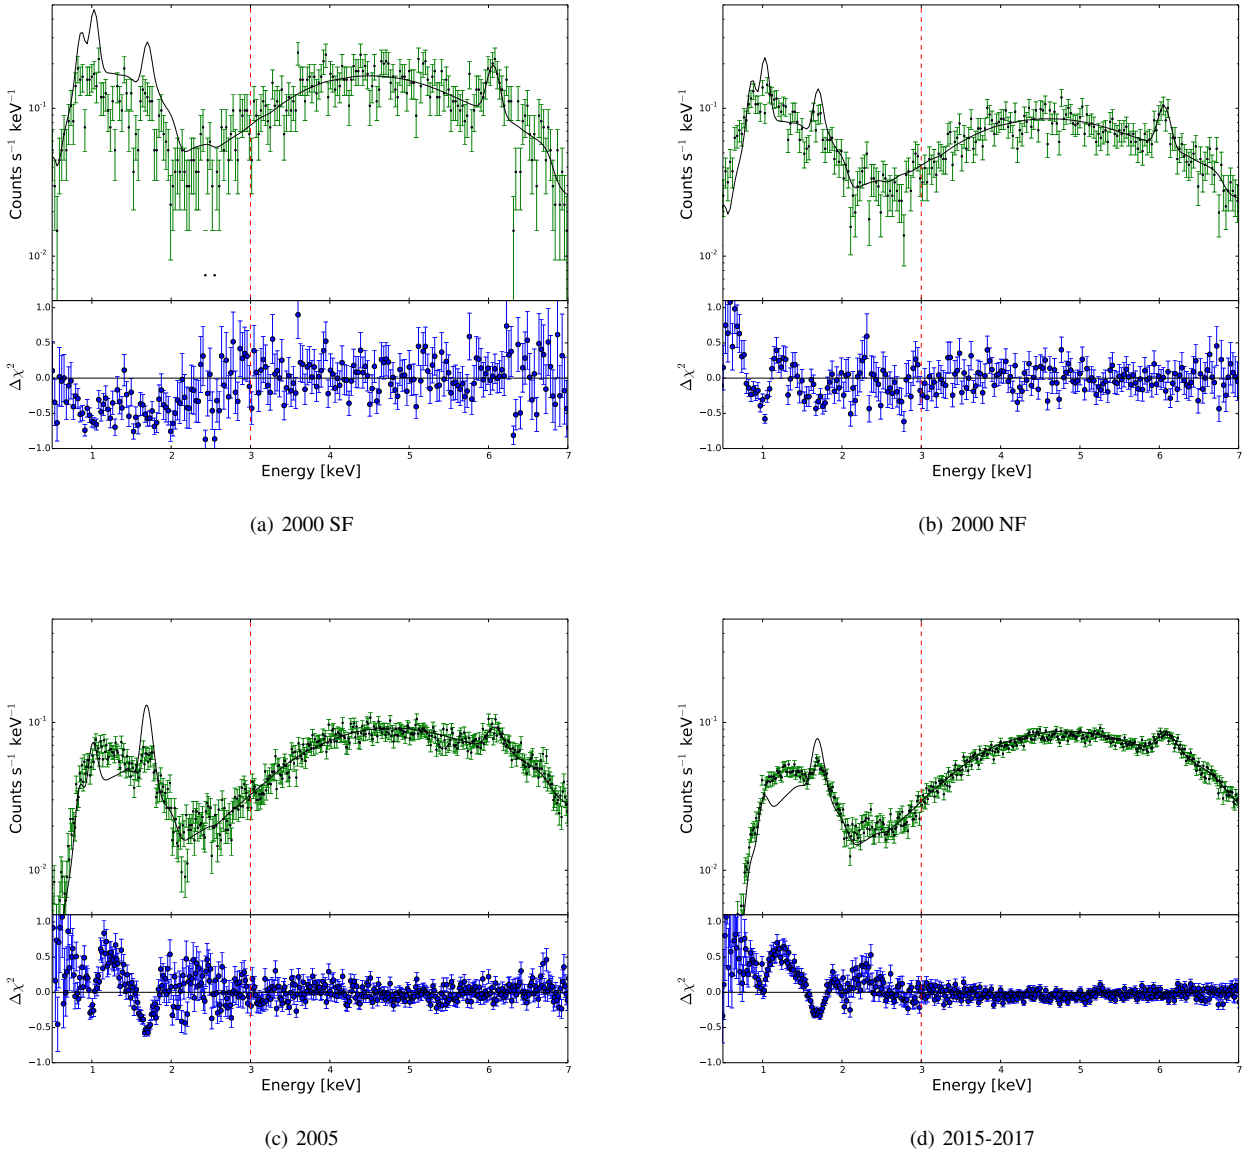 10⁻¹
10⁻²
Counts s⁻¹ keV⁻¹
1.0
0.5
0.0
−0.5
−1.0
Δχ²
1 2 3 4 5 6 7
Energy [keV]
(a) 2000 SF
10⁻¹
10⁻²
Counts s⁻¹ keV⁻¹
1.0
0.5
0.0
−0.5
−1.0
Δχ²
1 2 3 4 5 6 7
Energy [keV]
(b) 2000 NF
10⁻¹
10⁻²
Counts s⁻¹ keV⁻¹
1.0
0.5
0.0
−0.5
−1.0
Δχ²
1 2 3 4 5 6 7
Energy [keV]
(c) 2005
10⁻¹
10⁻²
Counts s⁻¹ keV⁻¹
1.0
0.5
0.0
−0.5
−1.0
Δχ²
1 2 3 4 5 6 7
Energy [keV]
(d) 2015-2017